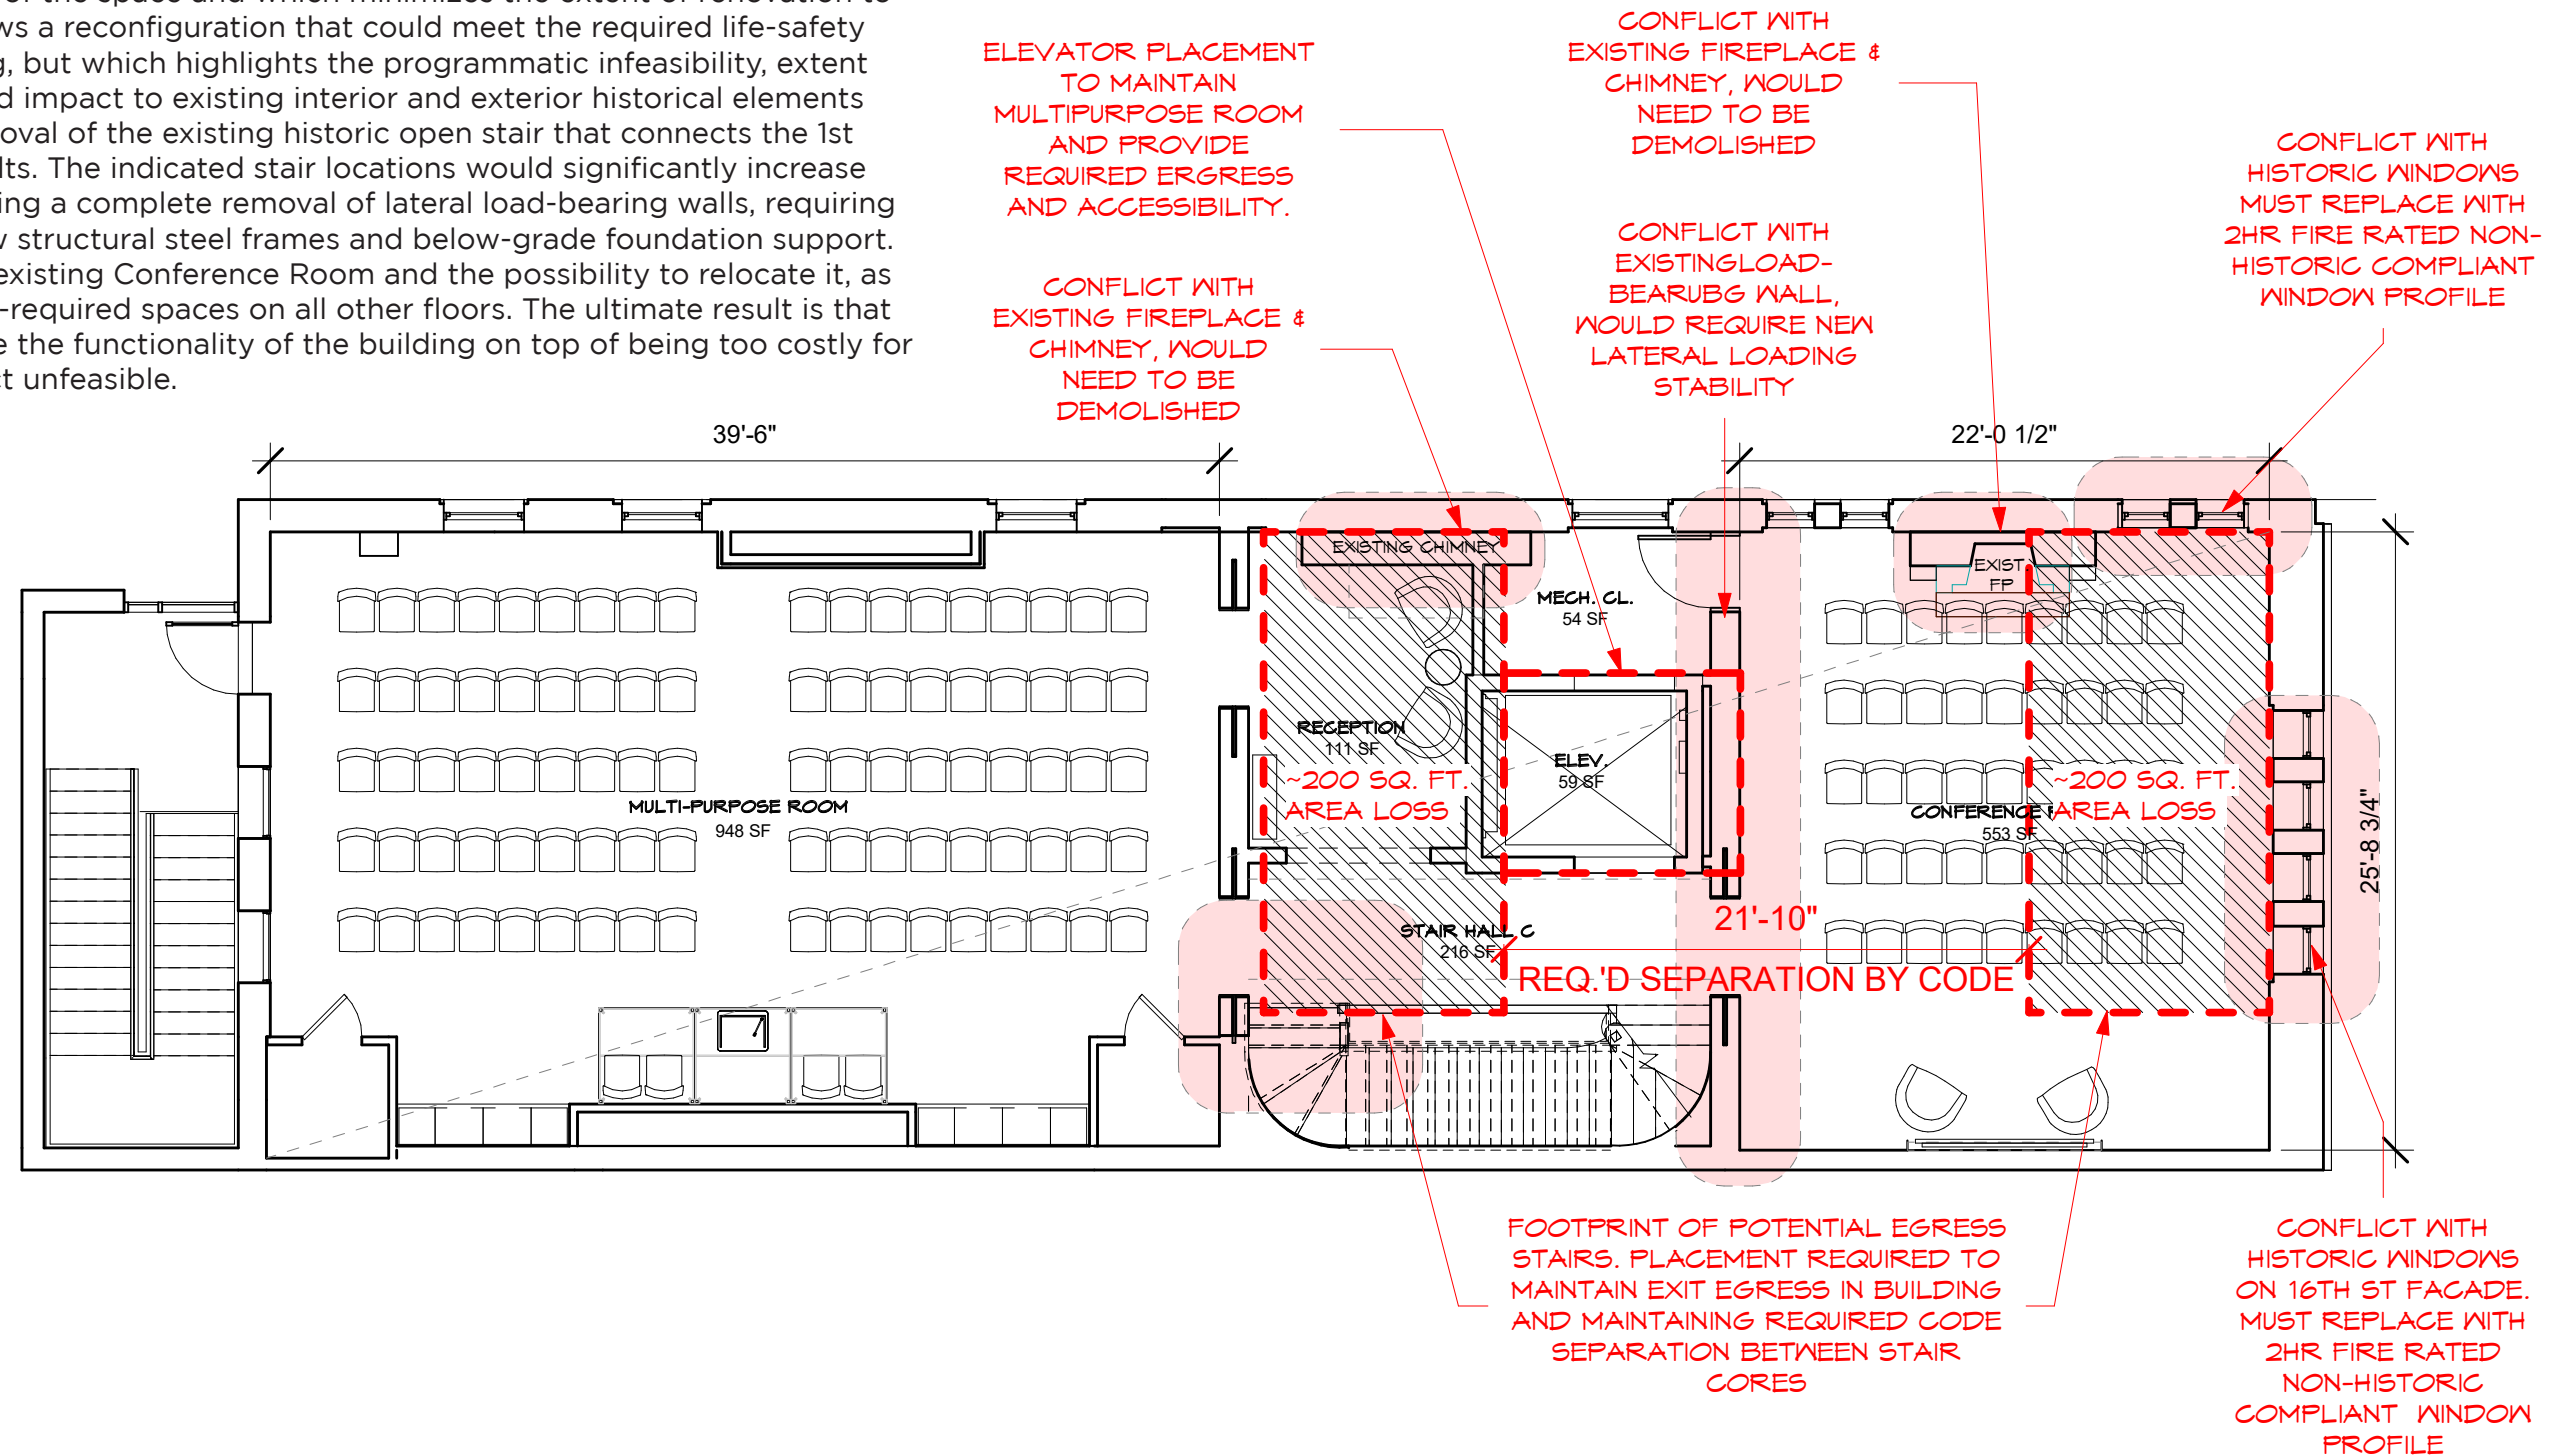 of the space and which minimizes the extent of renovation to
ws a reconfiguration that could meet the required life-safety
g, but which highlights the programmatic infeasibility, extent
d impact to existing interior and exterior historical elements
oval of the existing historic open stair that connects the 1st
lts. The indicated stair locations would significantly increase
ing a complete removal of lateral load-bearing walls, requiring
structural steel frames and below-grade foundation support.
existing Conference Room and the possibility to relocate it, as
-required spaces on all other floors. The ultimate result is that
e the functionality of the building on top of being too costly for
ct unfeasible.
ELEVATOR PLACEMENT
TO MAINTAIN
MULTIPURPOSE ROOM
AND PROVIDE
REQUIRED ERGRESS
AND ACCESSIBILITY.
CONFLICT WITH
EXISTING FIREPLACE &
CHIMNEY, WOULD
NEED TO BE
DEMOLISHED
CONFLICT WITH
EXISTING FIREPLACE &
CHIMNEY, WOULD
NEED TO BE
DEMOLISHED
CONFLICT WITH
EXISTINGLOAD-
BEARUBG WALL,
WOULD REQUIRE NEW
LATERAL LOADING
STABILITY
CONFLICT WITH
HISTORIC WINDOWS
MUST REPLACE WITH
2HR FIRE RATED NON-
HISTORIC COMPLIANT
WINDOW PROFILE
39'-6"
22'-0 1/2"
EXISTING CHIMNEY
EXIST.
FP
MECH. CL.
54 SF
RECEPTION
111 SF
~200 SQ. FT.
AREA LOSS
ELEV.
59 SF
~200 SQ. FT.
AREA LOSS
MULTI-PURPOSE ROOM
948 SF
CONFERENCE
553 SF
25'-8 3/4"
STAIR HALL C
216 SF
21'-10"
REQ.'D SEPARATION BY CODE
FOOTPRINT OF POTENTIAL EGRESS
STAIRS. PLACEMENT REQUIRED TO
MAINTAIN EXIT EGRESS IN BUILDING
AND MAINTAINING REQUIRED CODE
SEPARATION BETWEEN STAIR
CORES
CONFLICT WITH
HISTORIC WINDOWS
ON 16TH ST FACADE.
MUST REPLACE WITH
2HR FIRE RATED
NON-HISTORIC
COMPLIANT WINDOW
PROFILE